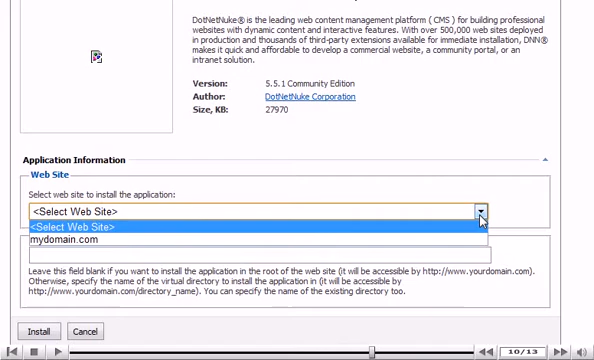 DotNetNuke® is the leading web content management platform ( CMS ) for building professional
websites with dynamic content and interactive features. With over 500,000 web sites deployed
in production and thousands of third-party extensions available for immediate installation, DNN®
makes it quick and affordable to develop a commercial website, a community portal, or an
intranet solution.
Version: 5.5.1 Community Edition
Author: DotNetNuke Corporation
Size, KB: 27970
Application Information
Web Site
Select web site to install the application:
<Select Web Site>
<Select Web Site>
mydomain.com
Leave this field blank if you want to install the application in the root of the web site (it will be accessible by http://www.yourdomain.com).
Otherwise, specify the name of the virtual directory to install the application in (it will be accessible by
http://www.yourdomain.com/directory_name). You can specify the name of the existing directory too.
Install Cancel
10/13